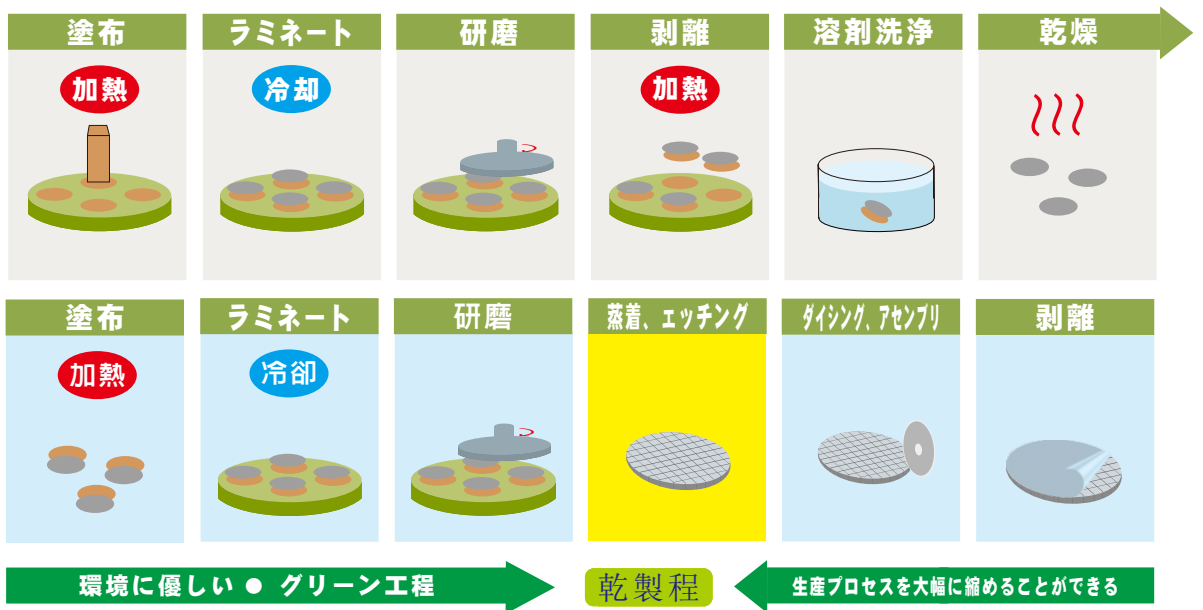 塗布
ラミネート
研磨
剥離
溶剤洗浄
乾燥
加熱
冷却
加熱
塗布
ラミネート
研磨
蒸着、エッチング
ダイシング、アセンブリ
剥離
加熱
冷卻
環境に優しい ● グリーン工程
乾製程
生産プロセスを大幅に縮めることができる